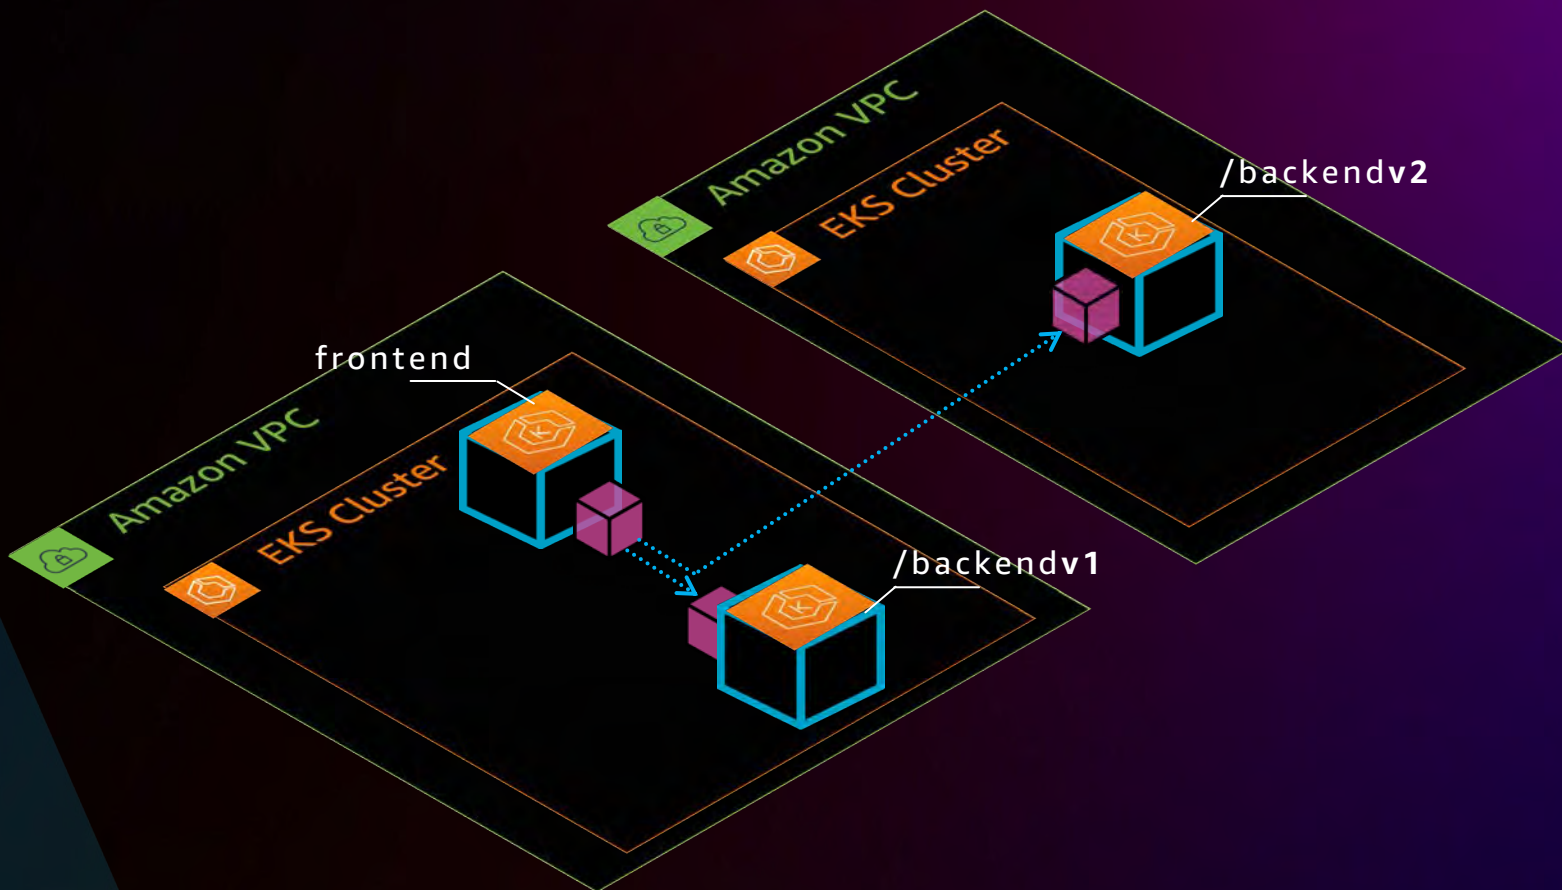 Amazon VPC
EKS Cluster
/backendv2
frontend
Amazon VPC
EKS Cluster
/backendv1
K
K
K